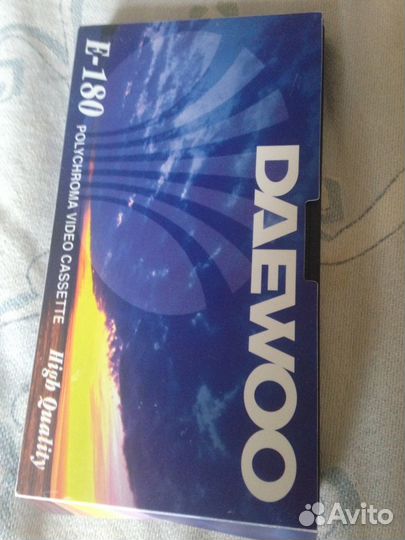 DAEWOO
E-180 POLYCHROMA VIDEO CASSETTE High Quality
Avito